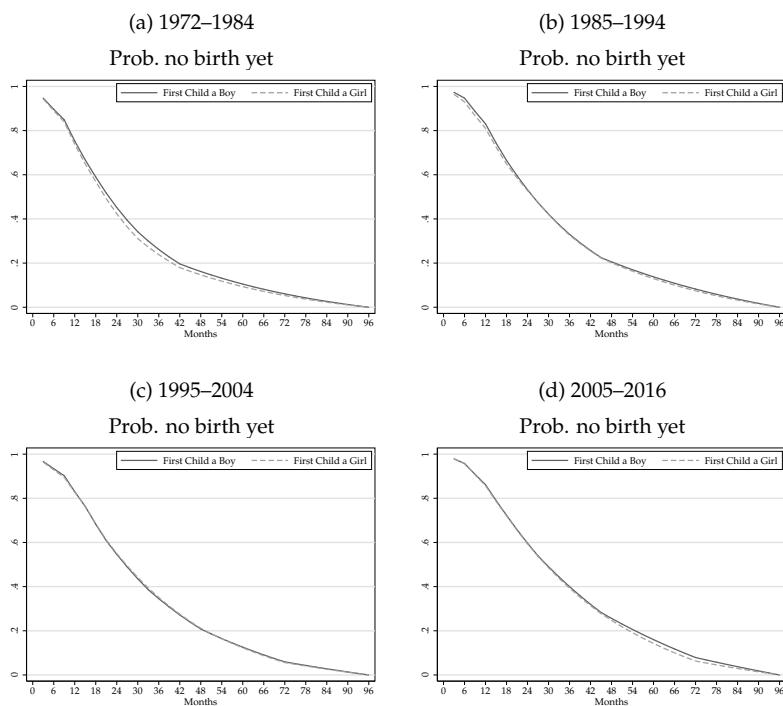 (a) 1972–1984
Prob. no birth yet
First Child a Boy First Child a Girl
1
.8
.6
.4
.2
0
0 6 12 18 24 30 36 42 48 54 60 66 72 78 84 90 96
Months
(b) 1985–1994
Prob. no birth yet
First Child a Boy First Child a Girl
1
.8
.6
.4
.2
0
0 6 12 18 24 30 36 42 48 54 60 66 72 78 84 90 96
Months
(c) 1995–2004
Prob. no birth yet
First Child a Boy First Child a Girl
1
.8
.6
.4
.2
0
0 6 12 18 24 30 36 42 48 54 60 66 72 78 84 90 96
Months
(d) 2005–2016
Prob. no birth yet
First Child a Boy First Child a Girl
1
.8
.6
.4
.2
0
0 6 12 18 24 30 36 42 48 54 60 66 72 78 84 90 96
Months